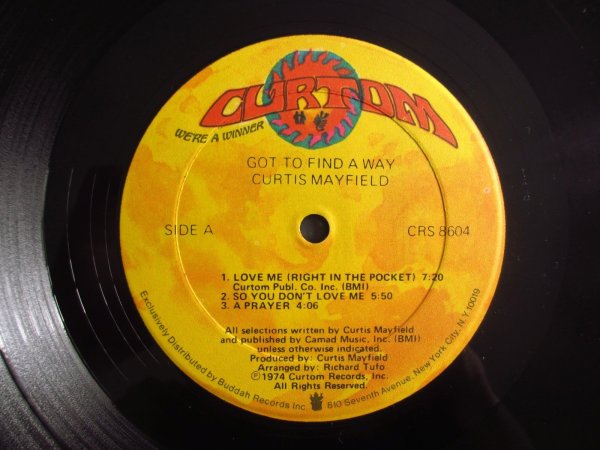 CURTOM
WE'RE A WINNER
GOT TO FIND A WAY
CURTIS MAYFIELD
SIDE A
CRS 8604
1. LOVE ME (RIGHT IN THE POCKET) 7:20
Curtom Publ. Co. Inc. (BMI)
2. SO YOU DON'T LOVE ME 5:50
3. A PRAYER 4:06
All selections written by Curtis Mayfield
and published by Camad Music, Inc. (BMI)
unless otherwise indicated.
Produced by: Curtis Mayfield
Arranged by: Richard Tufo
Ⓟ1974 Curtom Records, Inc.
All Rights Reserved.
Exclusively Distributed by Buddah Records Inc. 810 Seventh Avenue, New York City, N.Y. 10019